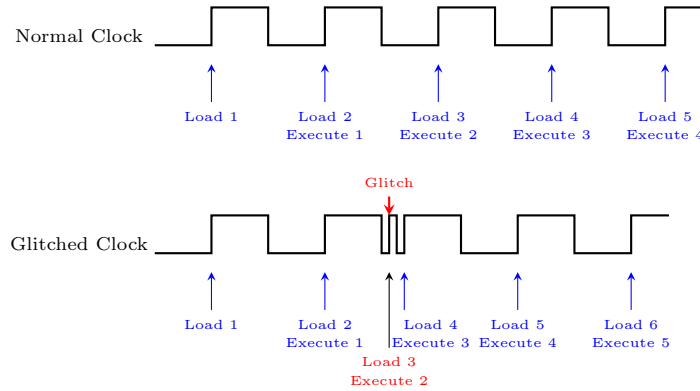 Normal Clock
Load 1
Load 2
Execute 1
Load 3
Execute 2
Load 4
Execute 3
Load 5
Execute 4
Glitch
Glitched Clock
Load 1
Load 2
Execute 1
Load 3
Execute 2
Load 4
Execute 3
Load 5
Execute 4
Load 6
Execute 5